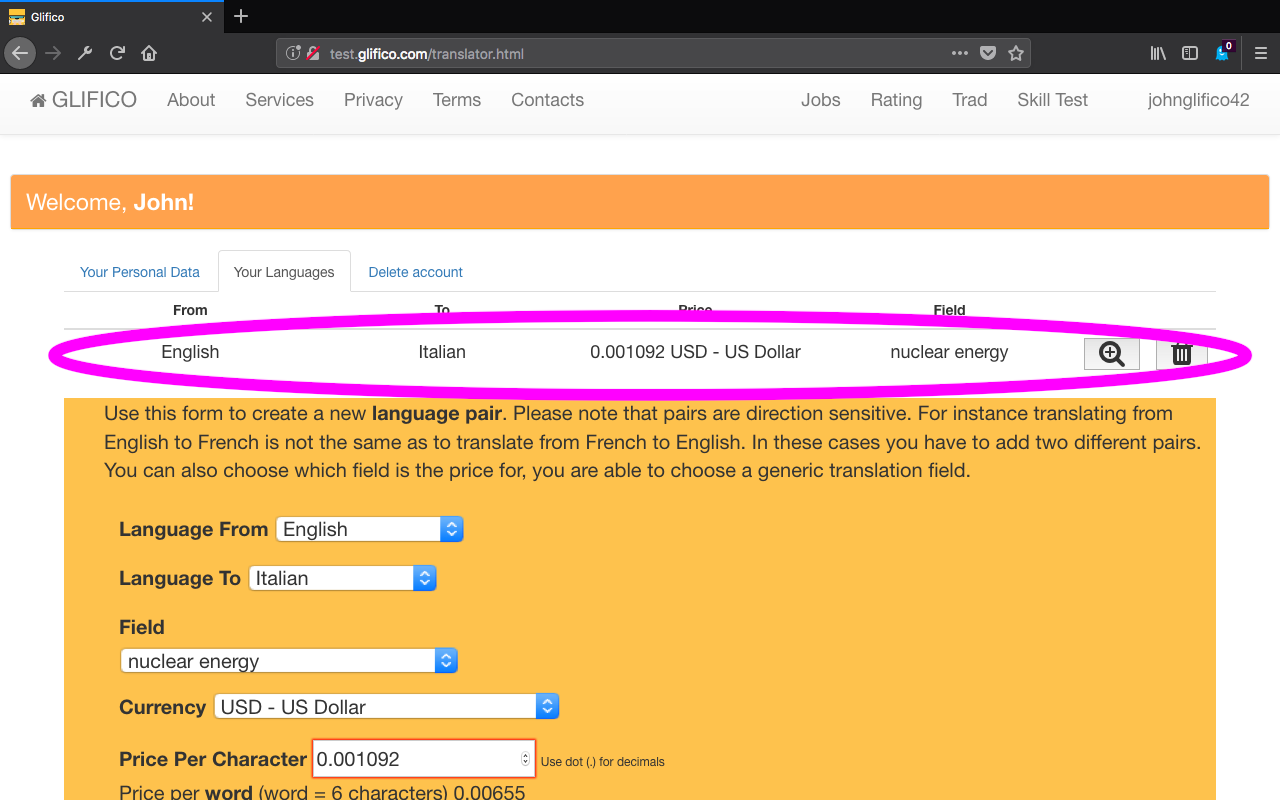 Glifico
0
test.glifico.com/translator.html
GLIFICO About Services Privacy Terms Contacts Jobs Rating Trad Skill Test johnglifico42
Welcome, John!
Your Personal Data Your Languages Delete account
From To Price Field
English Italian 0.001092 USD - US Dollar nuclear energy
Use this form to create a new language pair. Please note that pairs are direction sensitive. For instance translating from
English to French is not the same as to translate from French to English. In these cases you have to add two different pairs.
You can also choose which field is the price for, you are able to choose a generic translation field.
Language From English
Language To Italian
Field
nuclear energy
Currency USD - US Dollar
Price Per Character 0.001092 Use dot (.) for decimals
Price per word (word = 6 characters) 0.00655